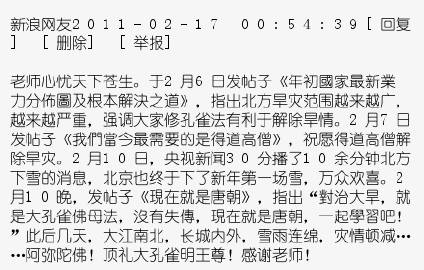 新浪网友2011-02-17  00:54:39[ 回复
]  [ 删除]  [ 举报]
老师心忧天下苍生。于2 月6 日发帖子《年初國家最新業
力分佈圖及根本解決之道》，指出北方旱灾范围越来越广，
越来越严重，强调大家修孔雀法有利于解除旱情。2 月7 日
发帖子《我們當今最需要的是得道高僧》，祝愿得道高僧解
除旱灾。2 月1 0 日，央视新闻3 0 分播了1 0 余分钟北方
下雪的消息，北京也终于下了新年第一场雪，万众欢喜。2
月1 0 晚，发帖子《現在就是唐朝》，指出“對治大旱，就
是大孔雀佛母法，沒有失傳，現在就是唐朝，一起學習吧！
”此后几天，大江南北，长城内外，雪雨连绵，灾情顿减…
…阿弥陀佛！顶礼大孔雀明王尊！感谢老师！